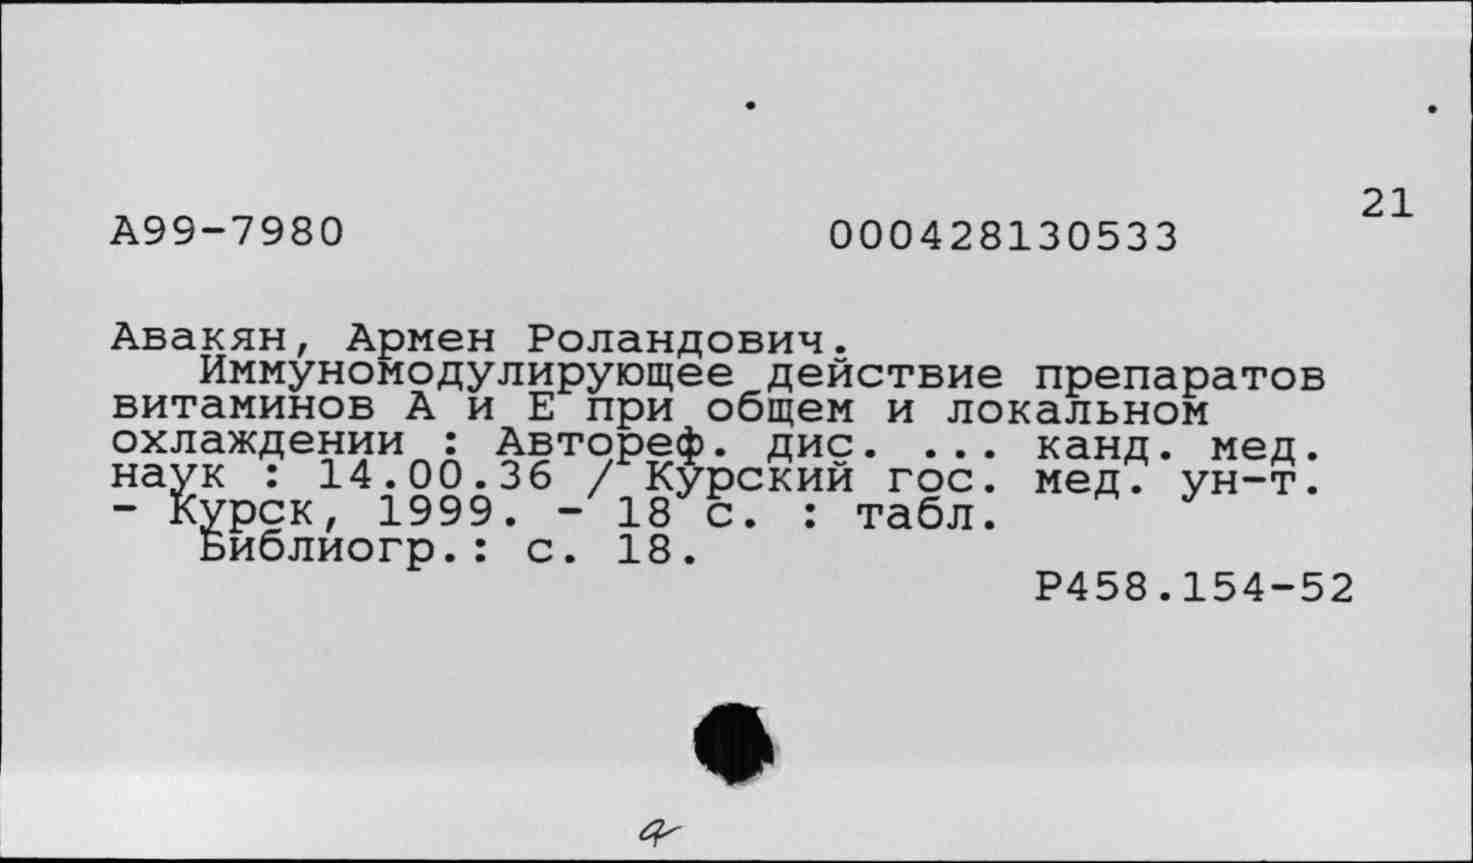 21
А99-7980 000428130533
Авакян, Армен Роландович.
Иммуномодулирующее действие препаратов
витаминов А и Е при общем и локальном
охлаждении : Автореф. дис. ... канд. мед.
наук : 14.00.36 / Курский гос. мед. ун-т.
- Курск, 1999. - 18 с. : табл.
Библиогр.: с. 18.
Р458.154-52